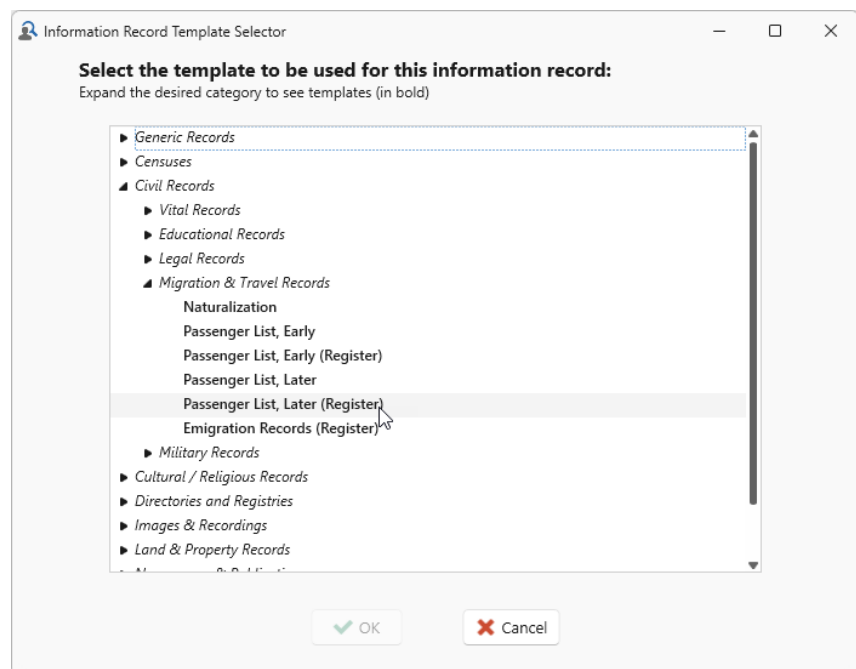 Information Record Template Selector
Select the template to be used for this information record:
Expand the desired category to see templates (in bold)
Generic Records
Censuses
Civil Records
Vital Records
Educational Records
Legal Records
Migration & Travel Records
Naturalization
Passenger List, Early
Passenger List, Early (Register)
Passenger List, Later
Passenger List, Later (Register)
Emigration Records (Register)
Military Records
Cultural / Religious Records
Directories and Registries
Images & Recordings
Land & Property Records
OK
Cancel